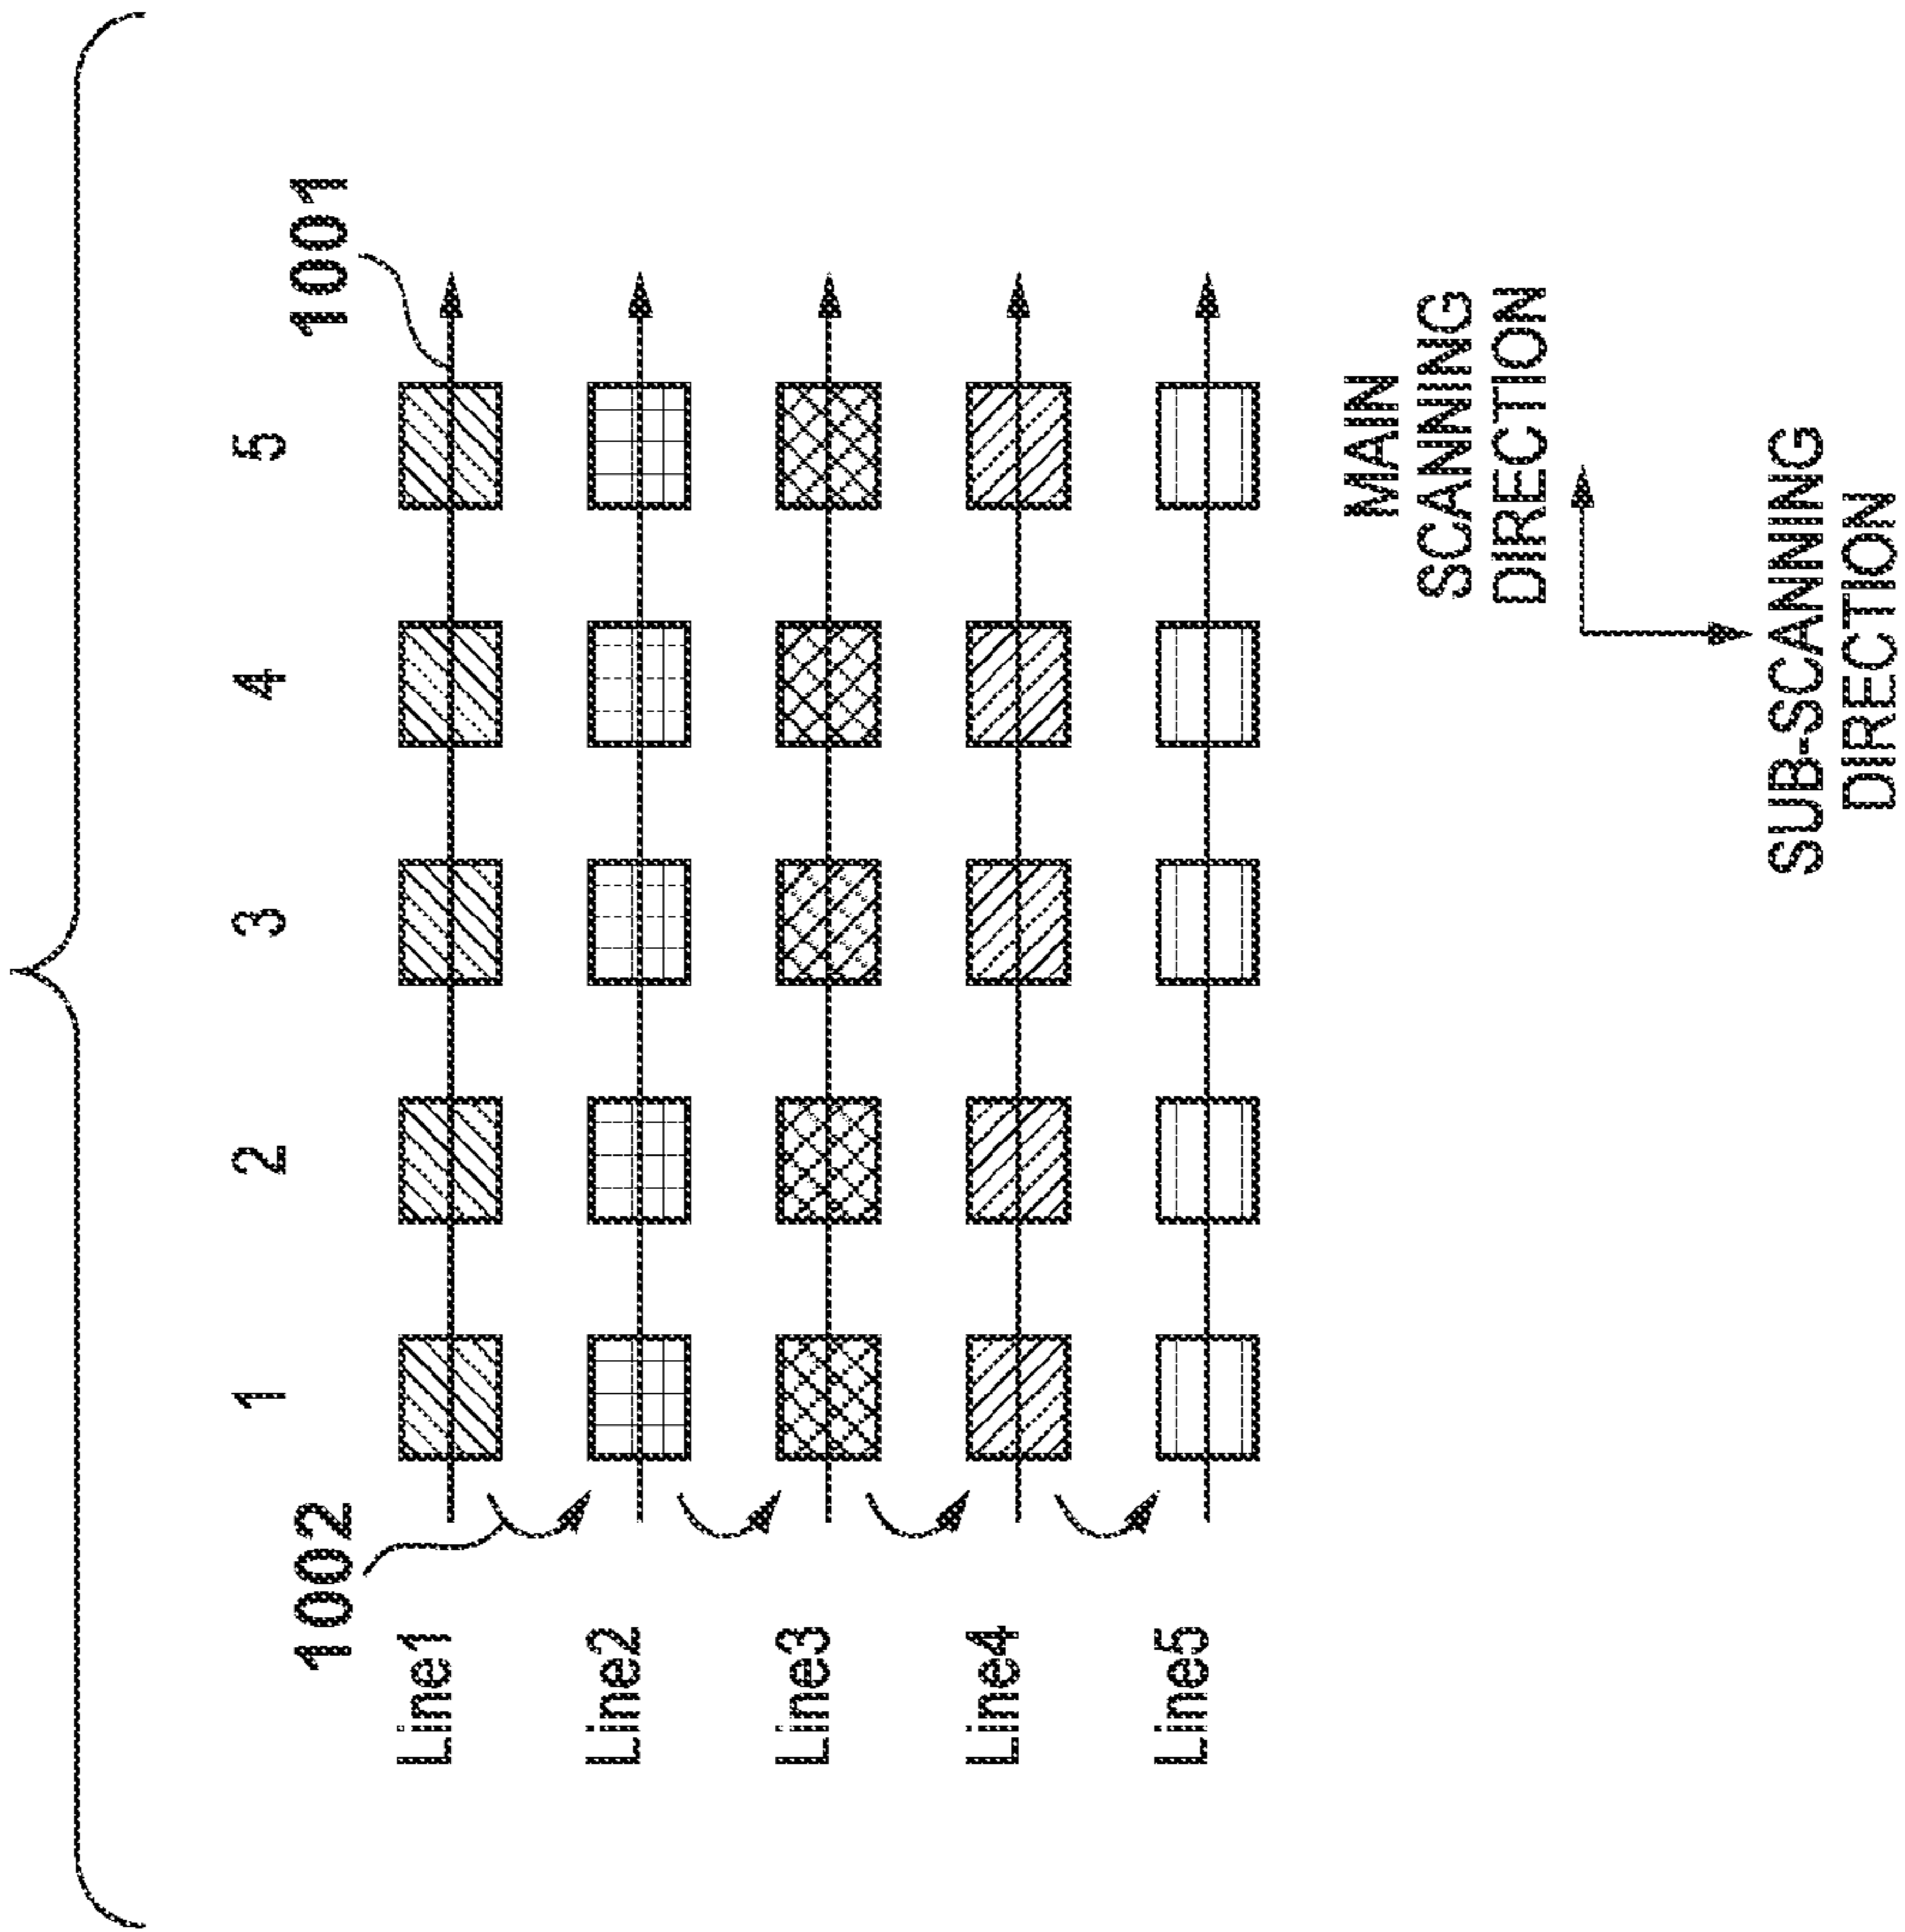 1 2 3 4 5
1002
1001
Line1
Line2
Line3
Line4
Line5
MAIN
SCANNING
DIRECTION
SUB-SCANNING
DIRECTION